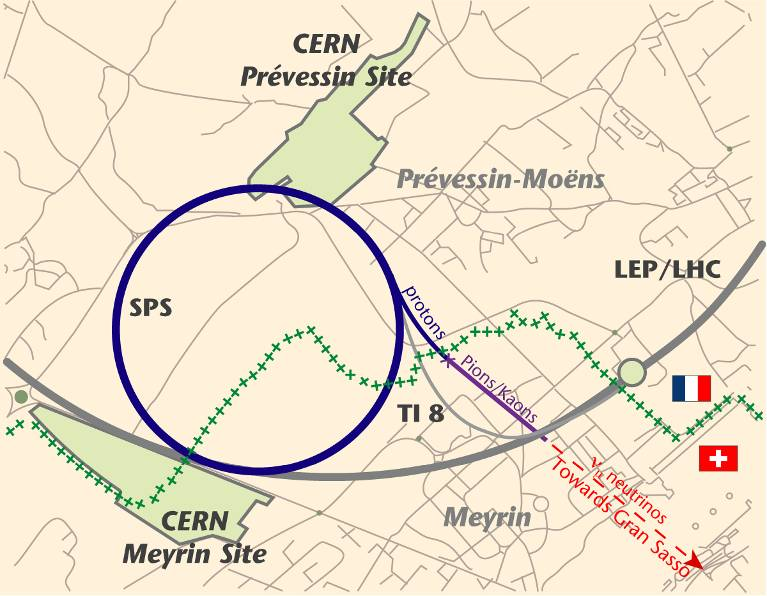 CERN
Prévessin Site
Prévessin-Moëns
LEP/LHC
SPS
protons
Pions/Kaons
TI 8
νμ neutrinos
Towards Gran Sasso
Meyrin
CERN
Meyrin Site